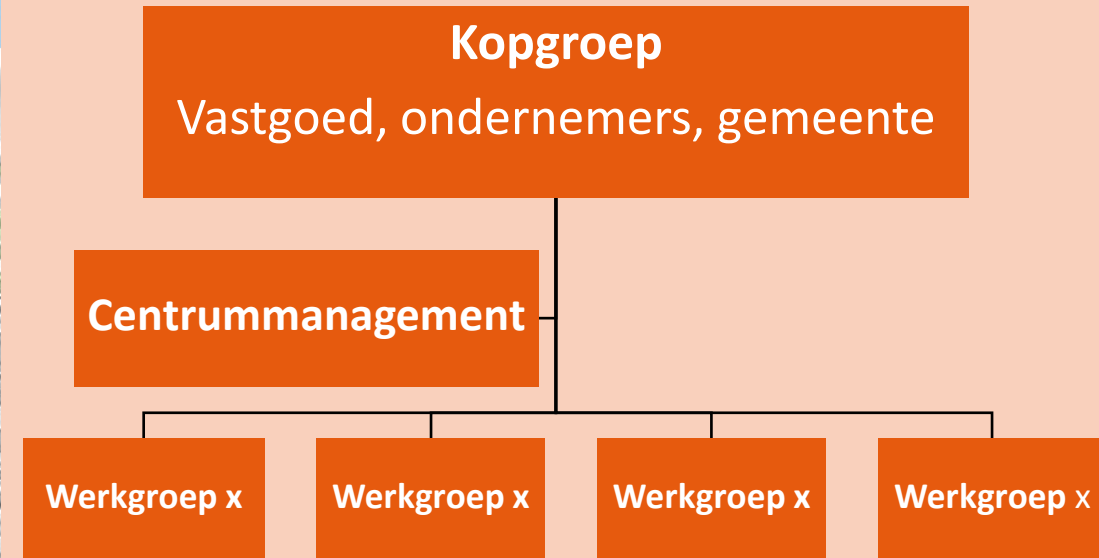 Kopgroep
Vastgoed, ondernemers, gemeente
Centrummanagement
Werkgroep x
Werkgroep x
Werkgroep x
Werkgroep x